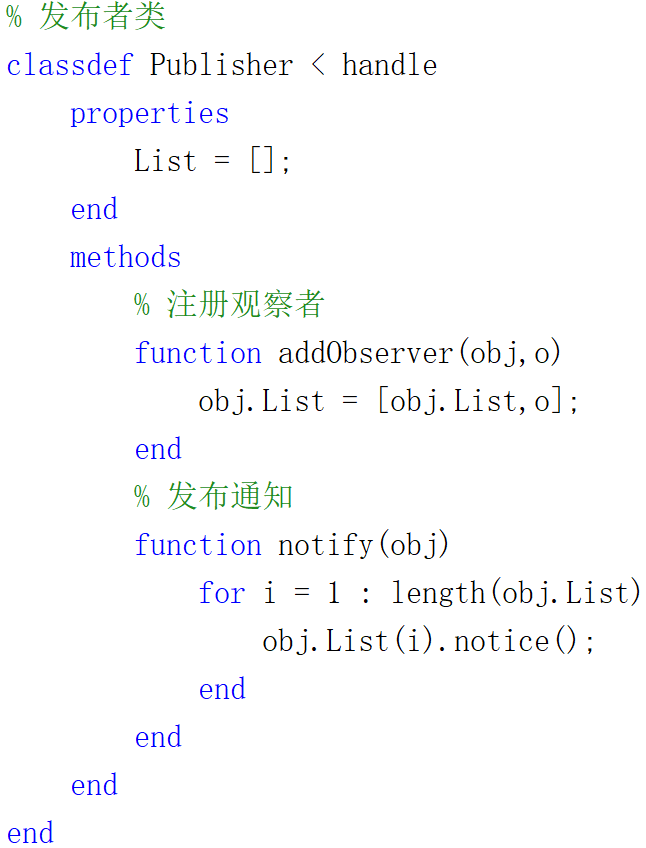 % 发布者类
classdef Publisher < handle
    properties
        List = [];
    end
    methods
        % 注册观察者
        function addObserver(obj,o)
            obj.List = [obj.List,o];
        end
        % 发布通知
        function notify(obj)
            for i = 1 : length(obj.List)
                obj.List(i).notice();
            end
        end
    end
end